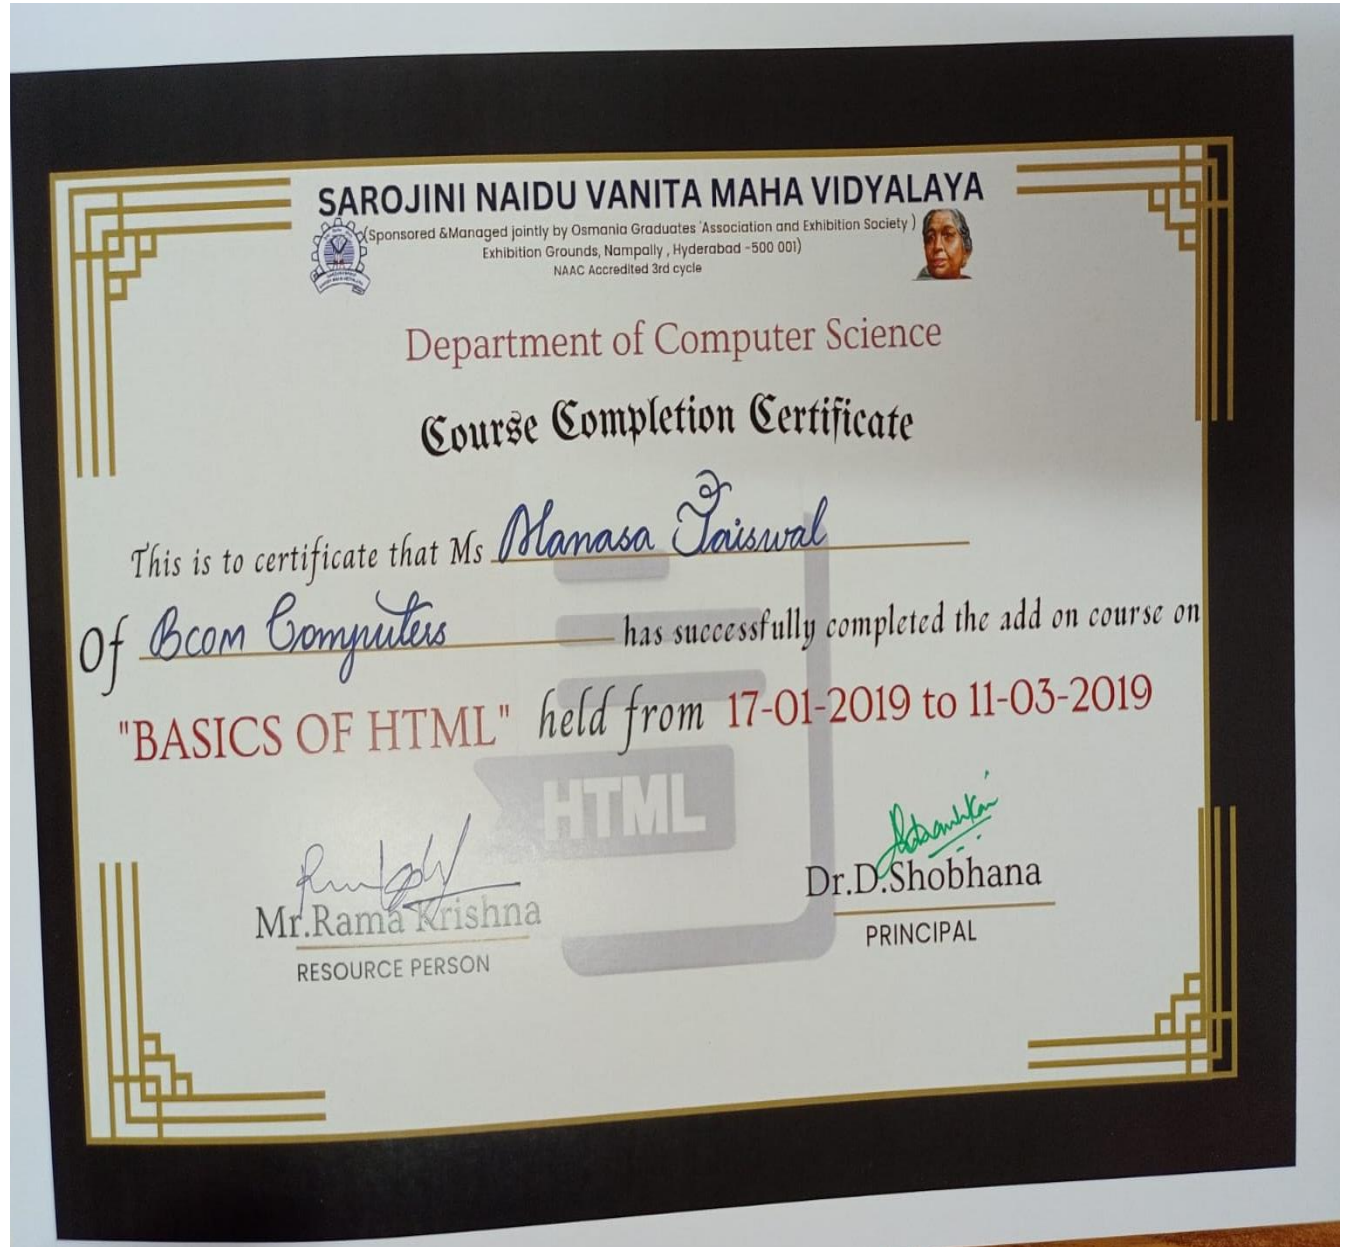 SAROJINI NAIDU VANITA MAHA VIDYALAYA
(Sponsored &Managed jointly by Osmania Graduates 'Association and Exhibition Society )
Exhibition Grounds, Nampally , Hyderabad -500 001)
NAAC Accredited 3rd cycle
Department of Computer Science
Course Completion Certificate
This is to certificate that Ms Manasa Jaiswal
Of Bcom Computers has successfully completed the add on course on
"BASICS OF HTML" held from 17-01-2019 to 11-03-2019
HTML
Mr.Rama Krishna
RESOURCE PERSON
Dr.D.Shobhana
PRINCIPAL